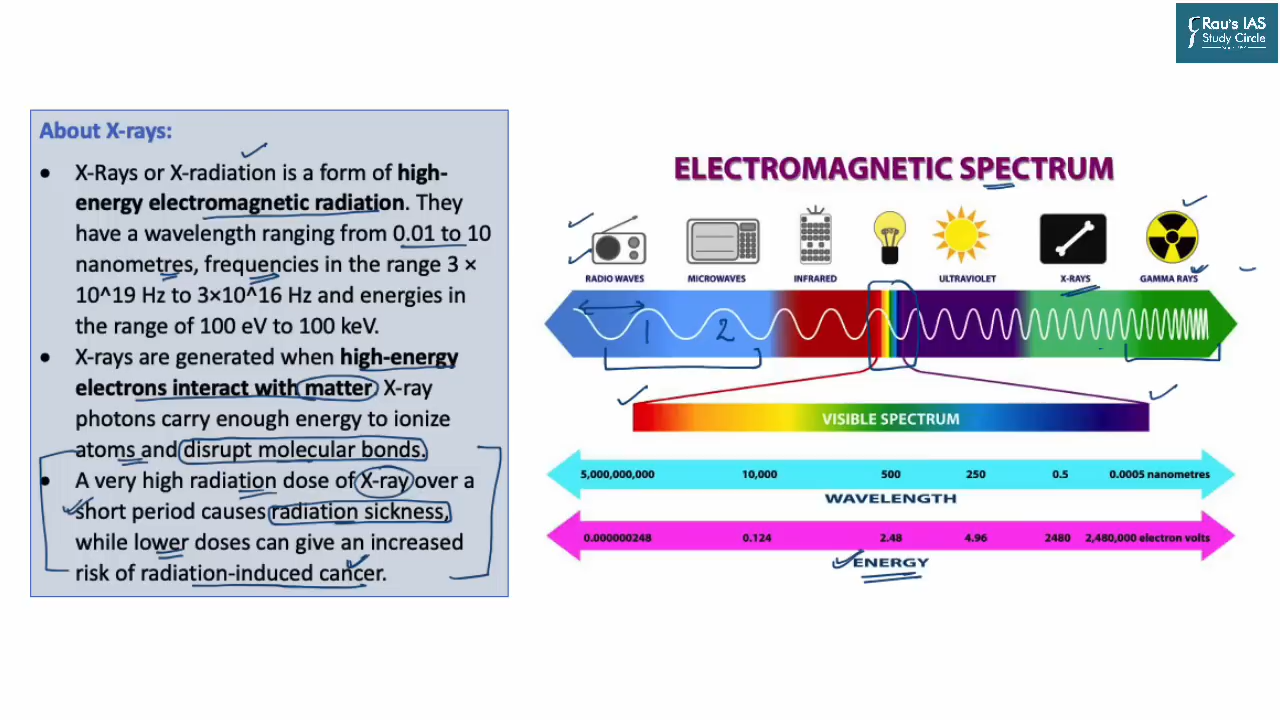 Rau's IAS
Study Circle
About X-rays:
• X-Rays or X-radiation is a form of high-
energy electromagnetic radiation. They
have a wavelength ranging from 0.01 to 10
nanometres, frequencies in the range 3 ×
10^19 Hz to 3×10^16 Hz and energies in
the range of 100 eV to 100 keV.
• X-rays are generated when high-energy
electrons interact with matter X-ray
photons carry enough energy to ionize
atoms and disrupt molecular bonds.
• A very high radiation dose of X-ray over a
short period causes radiation sickness,
while lower doses can give an increased
risk of radiation-induced cancer.
ELECTROMAGNETIC SPECTRUM
RADIO WAVES MICROWAVES INFRARED ULTRAVIOLET X-RAYS GAMMA RAYS
1 2
VISIBLE SPECTRUM
5,000,000,000 10,000 500 250 0.5 0.0005 nanometres
WAVELENGTH
0.000000248 0.124 2.48 4.96 2480 2,480,000 electron volts
ENERGY